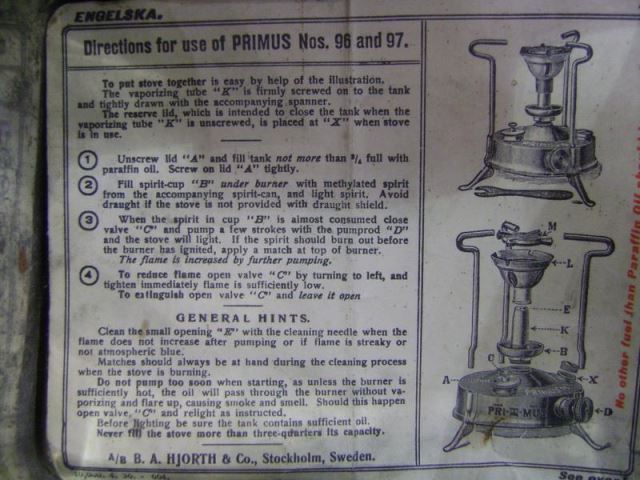 ENGELSKA.
Directions for use of PRIMUS Nos. 96 and 97.
To put stove together is easy by help of the illustration.
The vaporizing tube "K" is firmly screwed on to the tank
and tightly drawn with the accompanying spanner.
The reserve lid, which is intended to close the tank when the
vaporizing tube "K" is unscrewed, is placed at "X" when stove
is in use.
1 Unscrew lid "A" and fill tank not more than 3/4 full with
paraffin oil. Screw on lid "A" tightly.
2 Fill spirit-cup "B" under burner with methylated spirit
from the accompanying spirit-can, and light spirit. Avoid
draught if the stove is not provided with draught shield.
3 When the spirit in cup "B" is almost consumed close
valve "C" and pump a few strokes with the pumprod "D"
and the stove will light. If the spirit should burn out before
the burner has ignited, apply a match at top of burner.
The flame is increased by further pumping.
4 To reduce flame open valve "C" by turning to left, and
tighten immediately flame is sufficiently low.
To extinguish open valve "C" and leave it open
GENERAL HINTS.
Clean the small opening "E" with the cleaning needle when the
flame does not increase after pumping or if flame is streaky or
not atmospheric blue.
Matches should always be at hand during the cleaning process
when the stove is burning.
Do not pump too soon when starting, as unless the burner is
sufficiently hot, the oil will pass through the burner without va-
porizing and flare up, causing smoke and smell. Should this happen
open valve, "C" and relight as instructed.
Before lighting be sure the tank contains sufficient oil.
Never fill the stove more than three-quarters its capacity.
A/B B. A. HJORTH & Co., Stockholm, Sweden.
M
L
E
K
B
C
A
X
PRIMUS
D
No other fuel than Paraffin Oil
See over